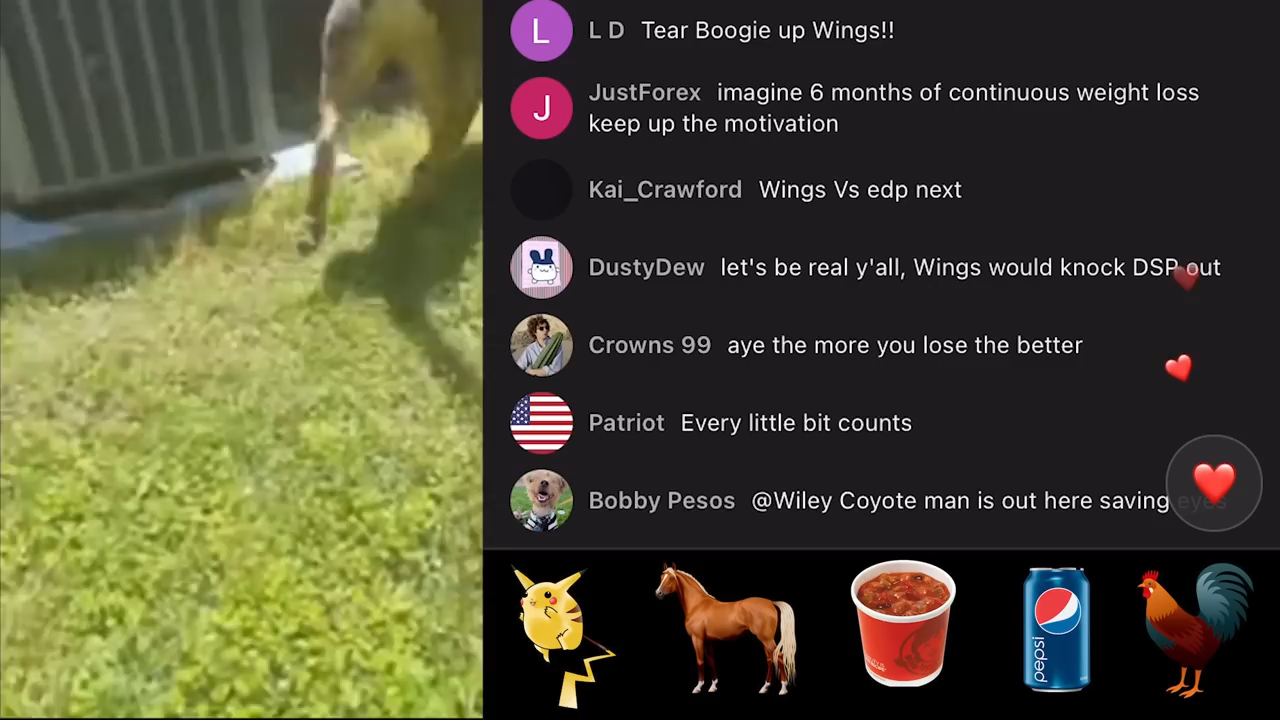 L
L D Tear Boogie up Wings!!
J
JustForex imagine 6 months of continuous weight loss
keep up the motivation
Kai_Crawford Wings Vs edp next
DustyDew let's be real y'all, Wings would knock DSP out
Crowns 99 aye the more you lose the better
Patriot Every little bit counts
Bobby Pesos @Wiley Coyote man is out here saving eyes
pepsi